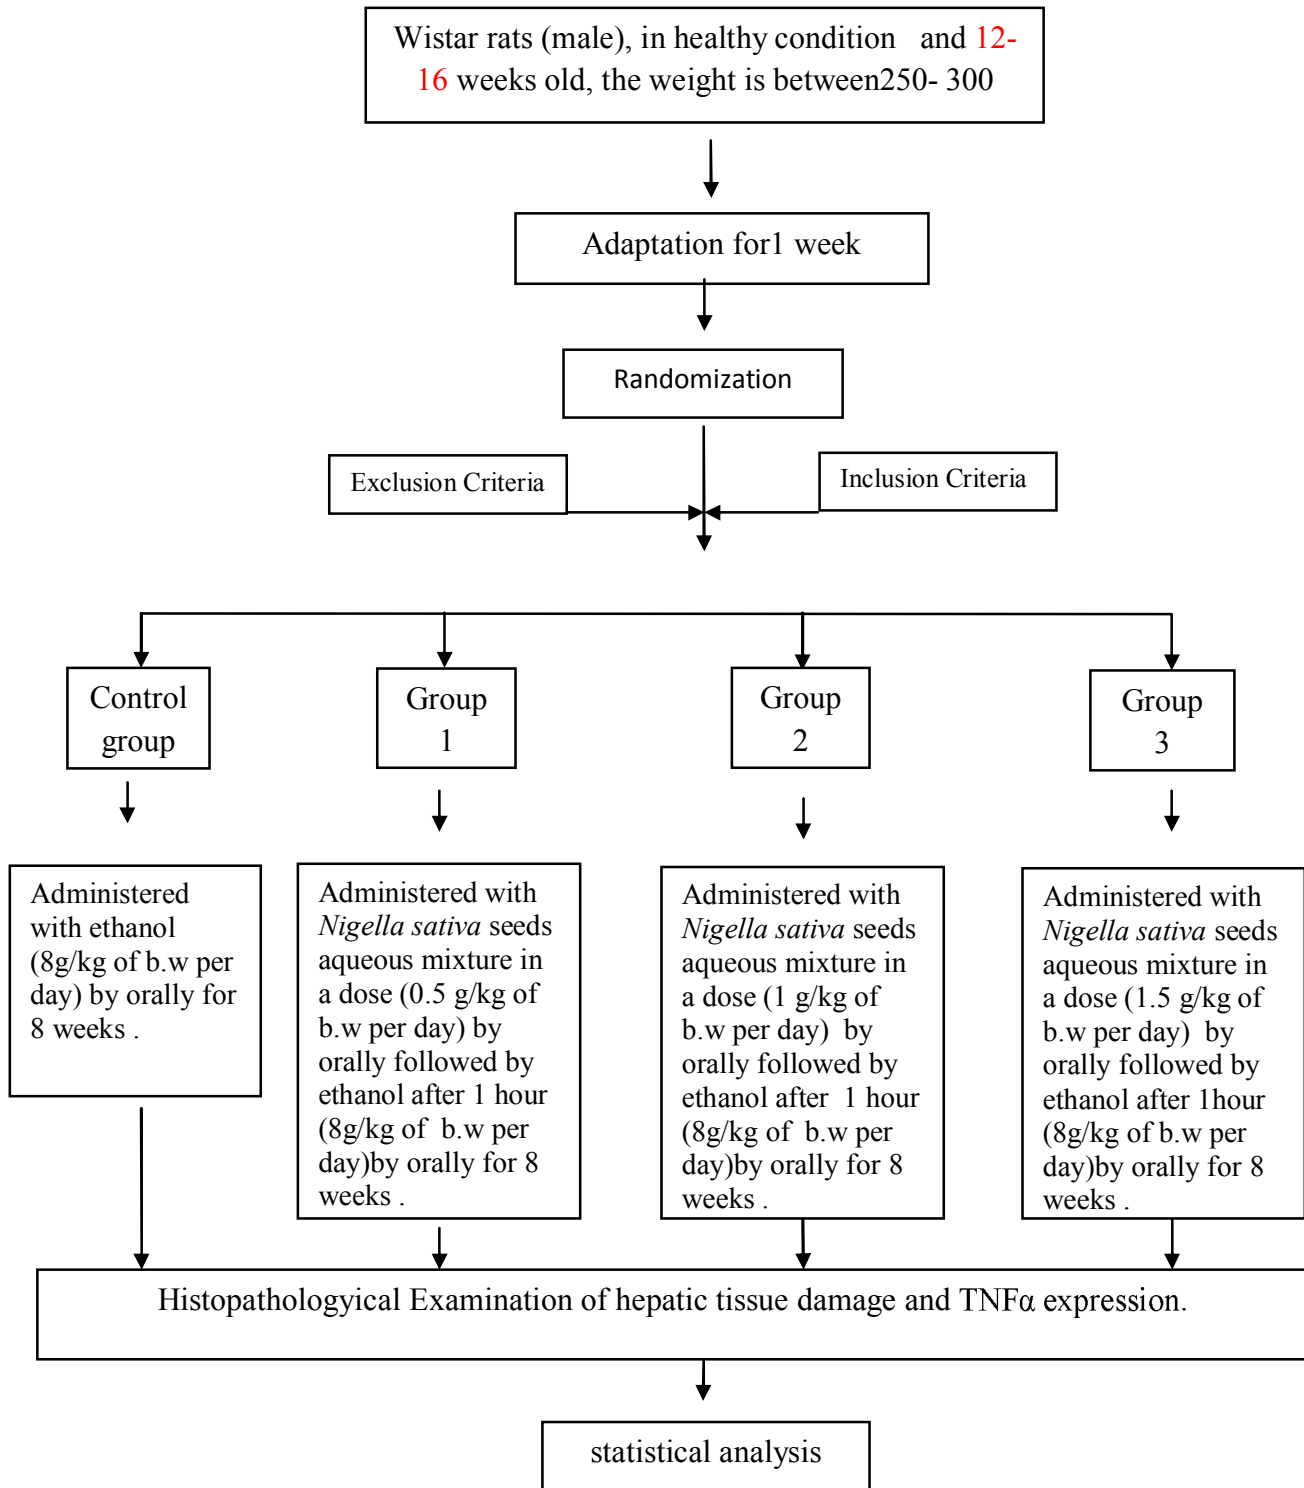 Wistar rats (male), in healthy condition and 12-
16 weeks old, the weight is between250- 300
Adaptation for1 week
Randomization
Exclusion Criteria
Inclusion Criteria
Control
group
Group
1
Group
2
Group
3
Administered
with ethanol
(8g/kg of b.w per
day) by orally for
8 weeks .
Administered with
Nigella sativa seeds
aqueous mixture in
a dose (0.5 g/kg of
b.w per day) by
orally followed by
ethanol after 1 hour
(8g/kg of b.w per
day)by orally for 8
weeks .
Administered with
Nigella sativa seeds
aqueous mixture in
a dose (1 g/kg of
b.w per day) by
orally followed by
ethanol after 1 hour
(8g/kg of b.w per
day)by orally for 8
weeks .
Administered with
Nigella sativa seeds
aqueous mixture in
a dose (1.5 g/kg of
b.w per day) by
orally followed by
ethanol after 1hour
(8g/kg of b.w per
day)by orally for 8
weeks .
Histopathologyical Examination of hepatic tissue damage and TNFα expression.
statistical analysis